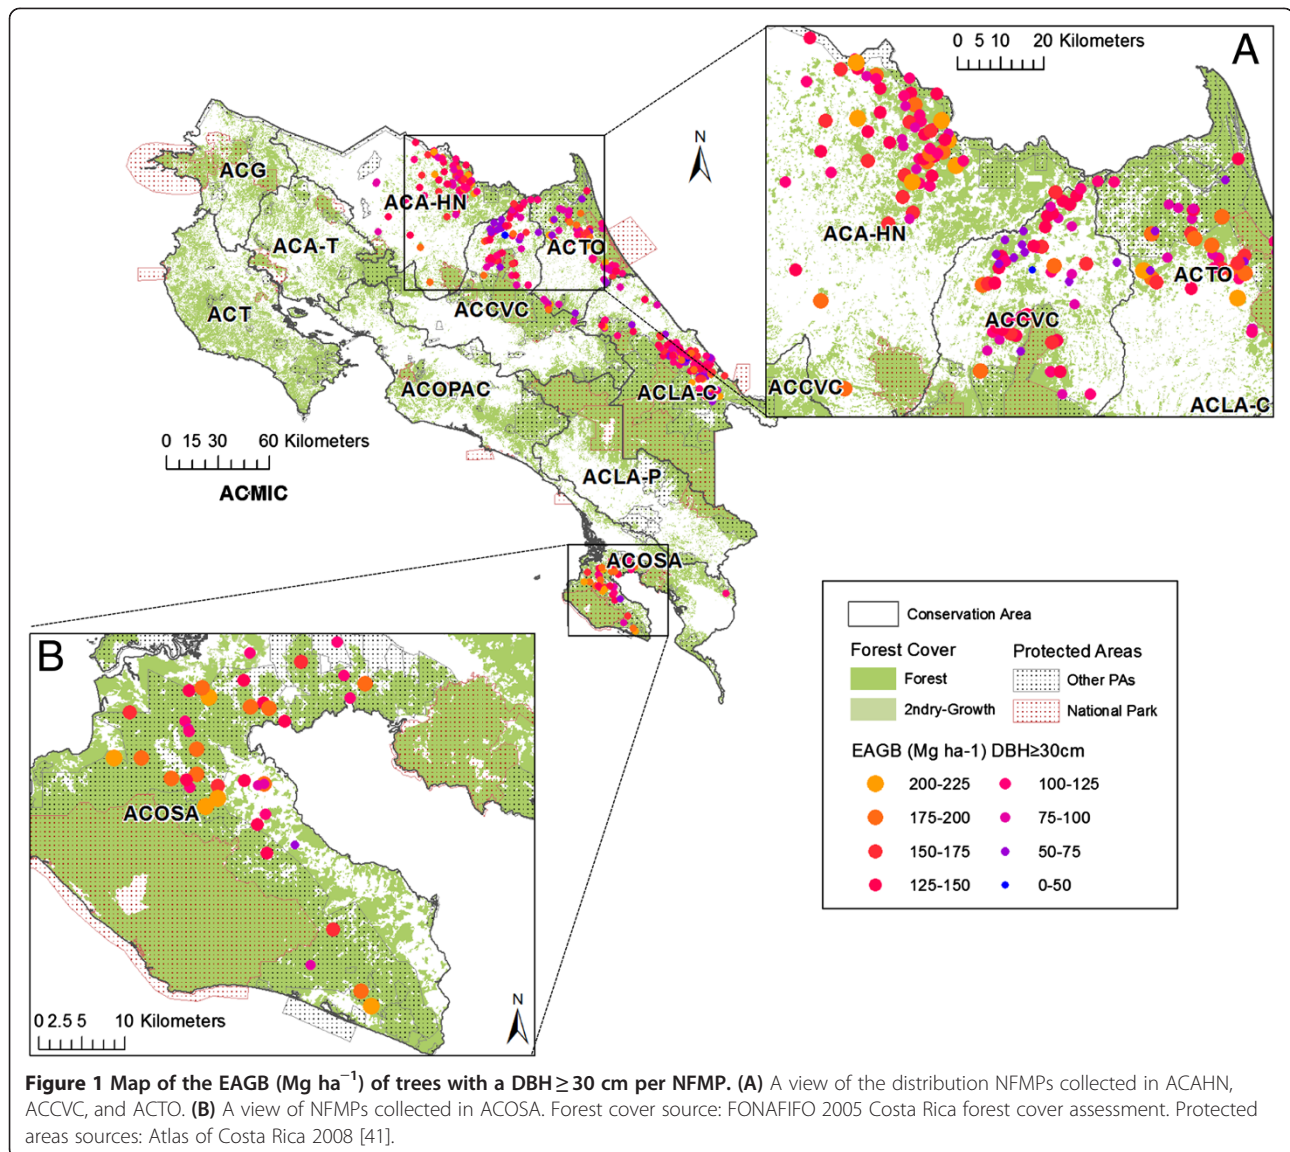 A
0 5 10 20 Kilometers
ACA-HN
ACTO
ACCVC
ACCVC
ACLA-C
N
ACG
ACA-HN
ACA-T
ACTO
ACT
ACCVC
ACOPAC
ACLA-C
0 15 30 60 Kilometers
ACMIC
ACLA-P
ACOSA
B
ACOSA
N
0 2.5 5 10 Kilometers
Conservation Area
Forest Cover
Forest
2ndry-Growth
Protected Areas
Other PAs
National Park
EAGB (Mg ha-1) DBH≥30cm
200-225
175-200
150-175
125-150
100-125
75-100
50-75
0-50
Figure 1 Map of the EAGB (Mg ha⁻¹) of trees with a DBH ≥ 30 cm per NFMP. (A) A view of the distribution NFMPs collected in ACAHN,
ACCVC, and ACTO. (B) A view of NFMPs collected in ACOSA. Forest cover source: FONAFIFO 2005 Costa Rica forest cover assessment. Protected
areas sources: Atlas of Costa Rica 2008 [41].